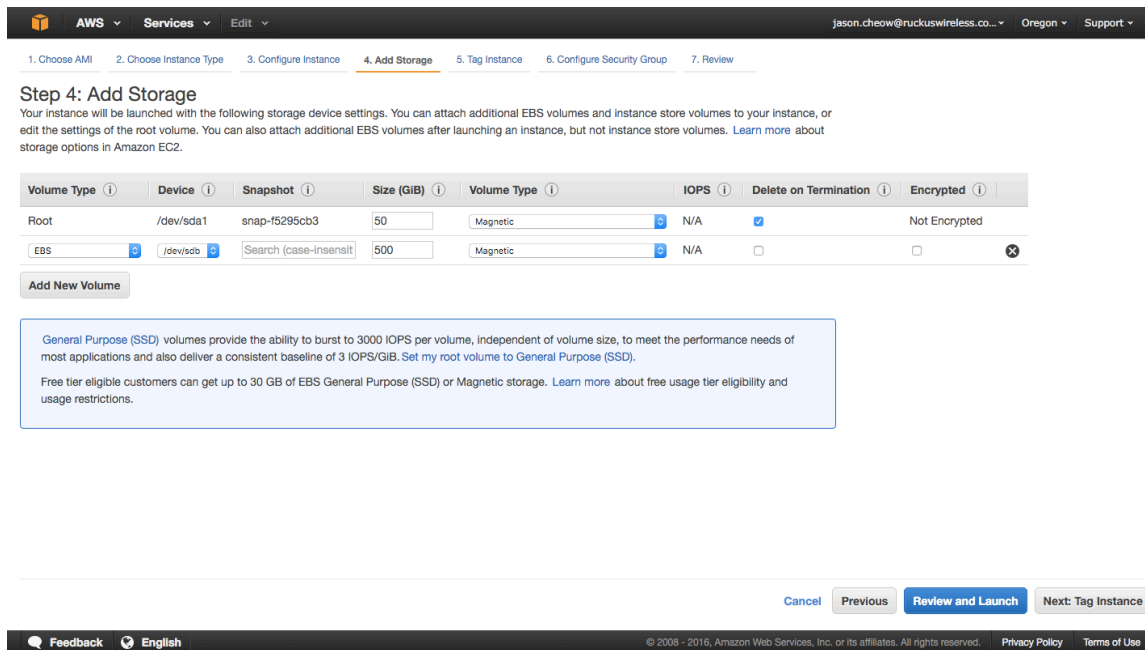 AWS Services Edit jason.cheow@ruckuswireless.co... Oregon Support
1. Choose AMI 2. Choose Instance Type 3. Configure Instance 4. Add Storage 5. Tag Instance 6. Configure Security Group 7. Review
Step 4: Add Storage
Your instance will be launched with the following storage device settings. You can attach additional EBS volumes and instance store volumes to your instance, or
edit the settings of the root volume. You can also attach additional EBS volumes after launching an instance, but not instance store volumes. Learn more about
storage options in Amazon EC2.
Volume Type i Device i Snapshot i Size (GiB) i Volume Type i IOPS i Delete on Termination i Encrypted i
Root /dev/sda1 snap-f5295cb3 50 Magnetic N/A Not Encrypted
EBS /dev/sdb Search (case-insensit 500 Magnetic N/A
Add New Volume
General Purpose (SSD) volumes provide the ability to burst to 3000 IOPS per volume, independent of volume size, to meet the performance needs of
most applications and also deliver a consistent baseline of 3 IOPS/GiB. Set my root volume to General Purpose (SSD).
Free tier eligible customers can get up to 30 GB of EBS General Purpose (SSD) or Magnetic storage. Learn more about free usage tier eligibility and
usage restrictions.
Cancel Previous Review and Launch Next: Tag Instance
Feedback English © 2008 - 2016, Amazon Web Services, Inc. or its affiliates. All rights reserved. Privacy Policy Terms of Use